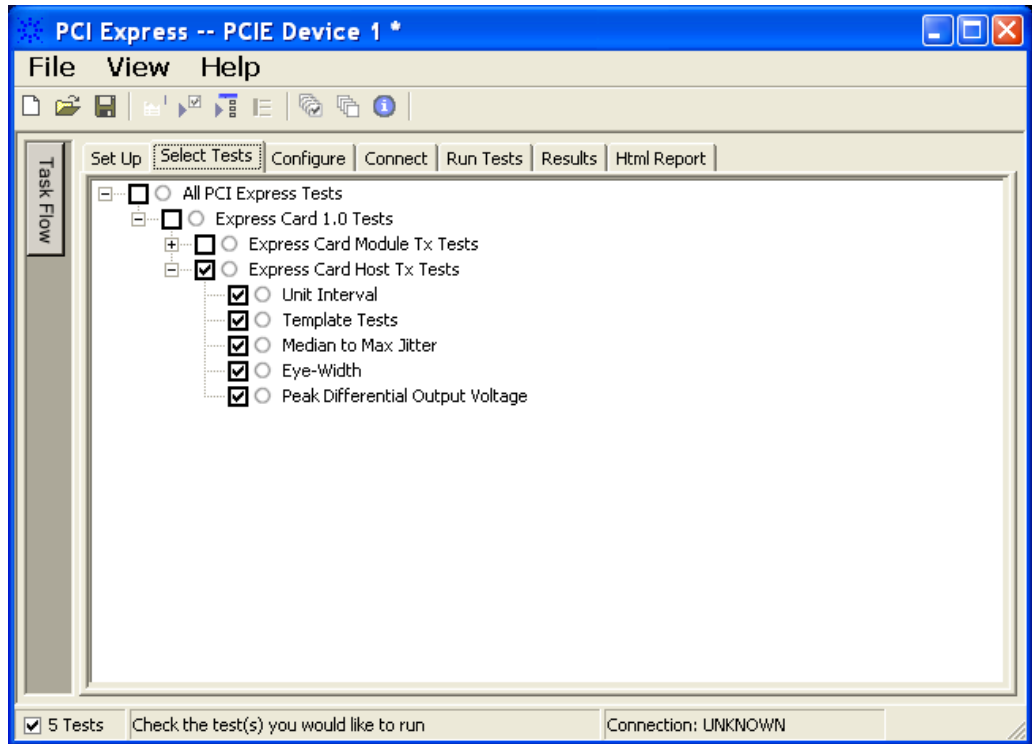 PCI Express -- PCIE Device 1 *
File View Help
Task Flow
Set Up Select Tests Configure Connect Run Tests Results Html Report
All PCI Express Tests
Express Card 1.0 Tests
Express Card Module Tx Tests
Express Card Host Tx Tests
Unit Interval
Template Tests
Median to Max Jitter
Eye-Width
Peak Differential Output Voltage
5 Tests Check the test(s) you would like to run Connection: UNKNOWN